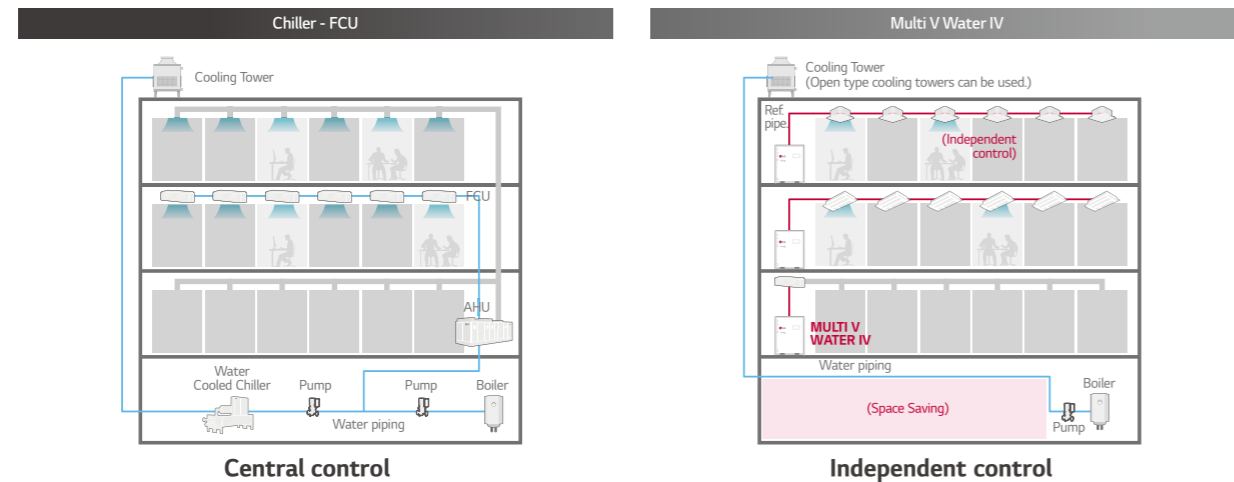 Chiller - FCU
Cooling Tower
FCU
AHU
Water
Cooled Chiller
Pump
Pump
Boiler
Water piping
Central control
Multi V Water IV
Cooling Tower
(Open type cooling towers can be used.)
Ref.
pipe.
(Independent
control)
MULTI V
WATER IV
Water piping
(Space Saving)
Boiler
Pump
Independent control